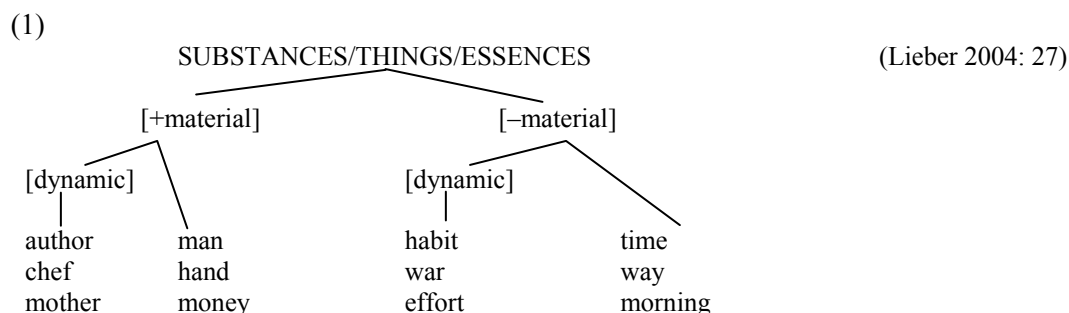 (1)
SUBSTANCES/THINGS/ESSENCES (Lieber 2004: 27)
[+material] [–material]
[dynamic] [dynamic]
author man habit time
chef hand war way
mother money effort morning